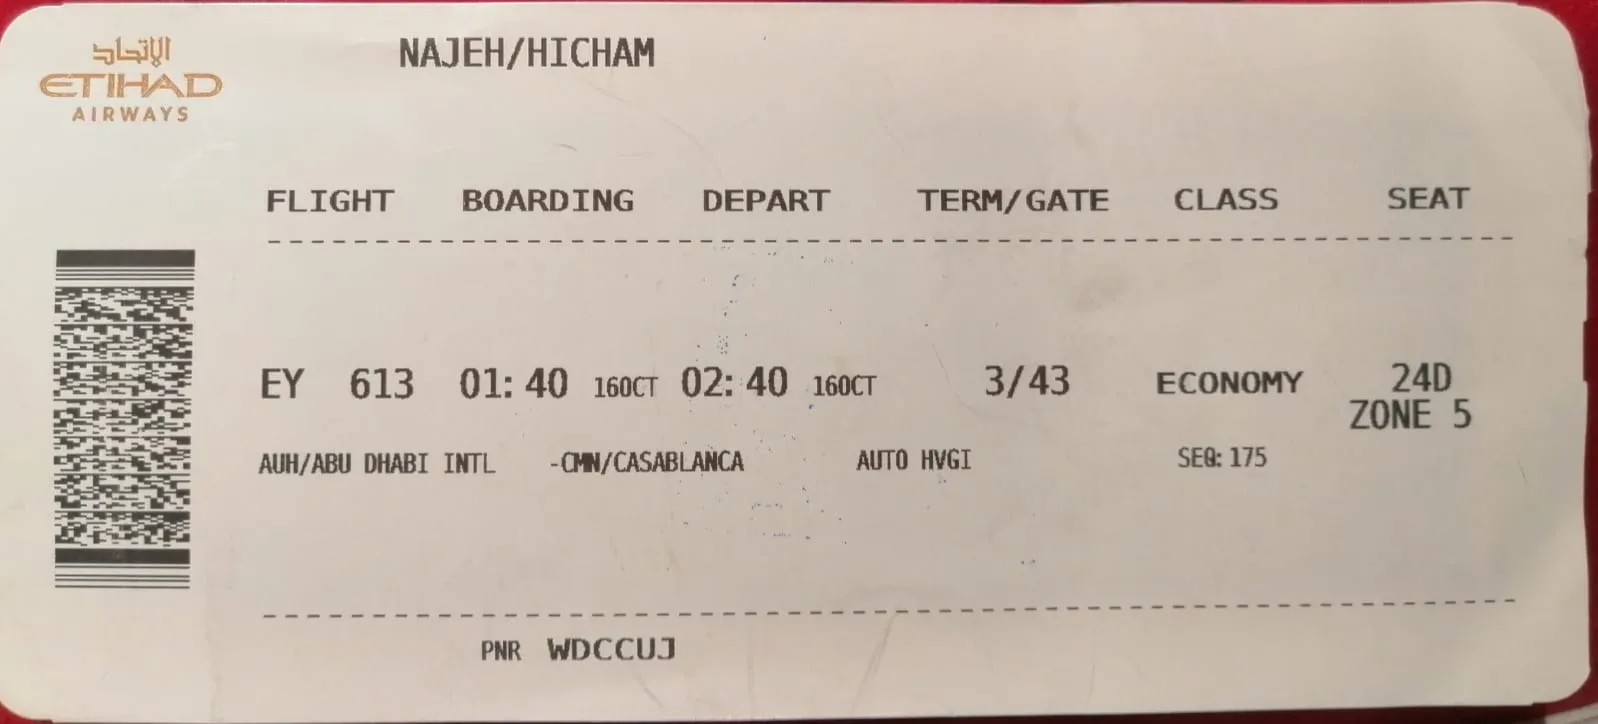 الاتحاد
ETIHAD
AIRWAYS
NAJEH/HICHAM
FLIGHT BOARDING DEPART TERM/GATE CLASS SEAT
EY 613 01:40 16OCT 02:40 16OCT 3/43 ECONOMY 24D
ZONE 5
AUH/ABU DHABI INTL -CMN/CASABLANCA AUTO HVGI SEQ: 175
PNR WDCCUJ